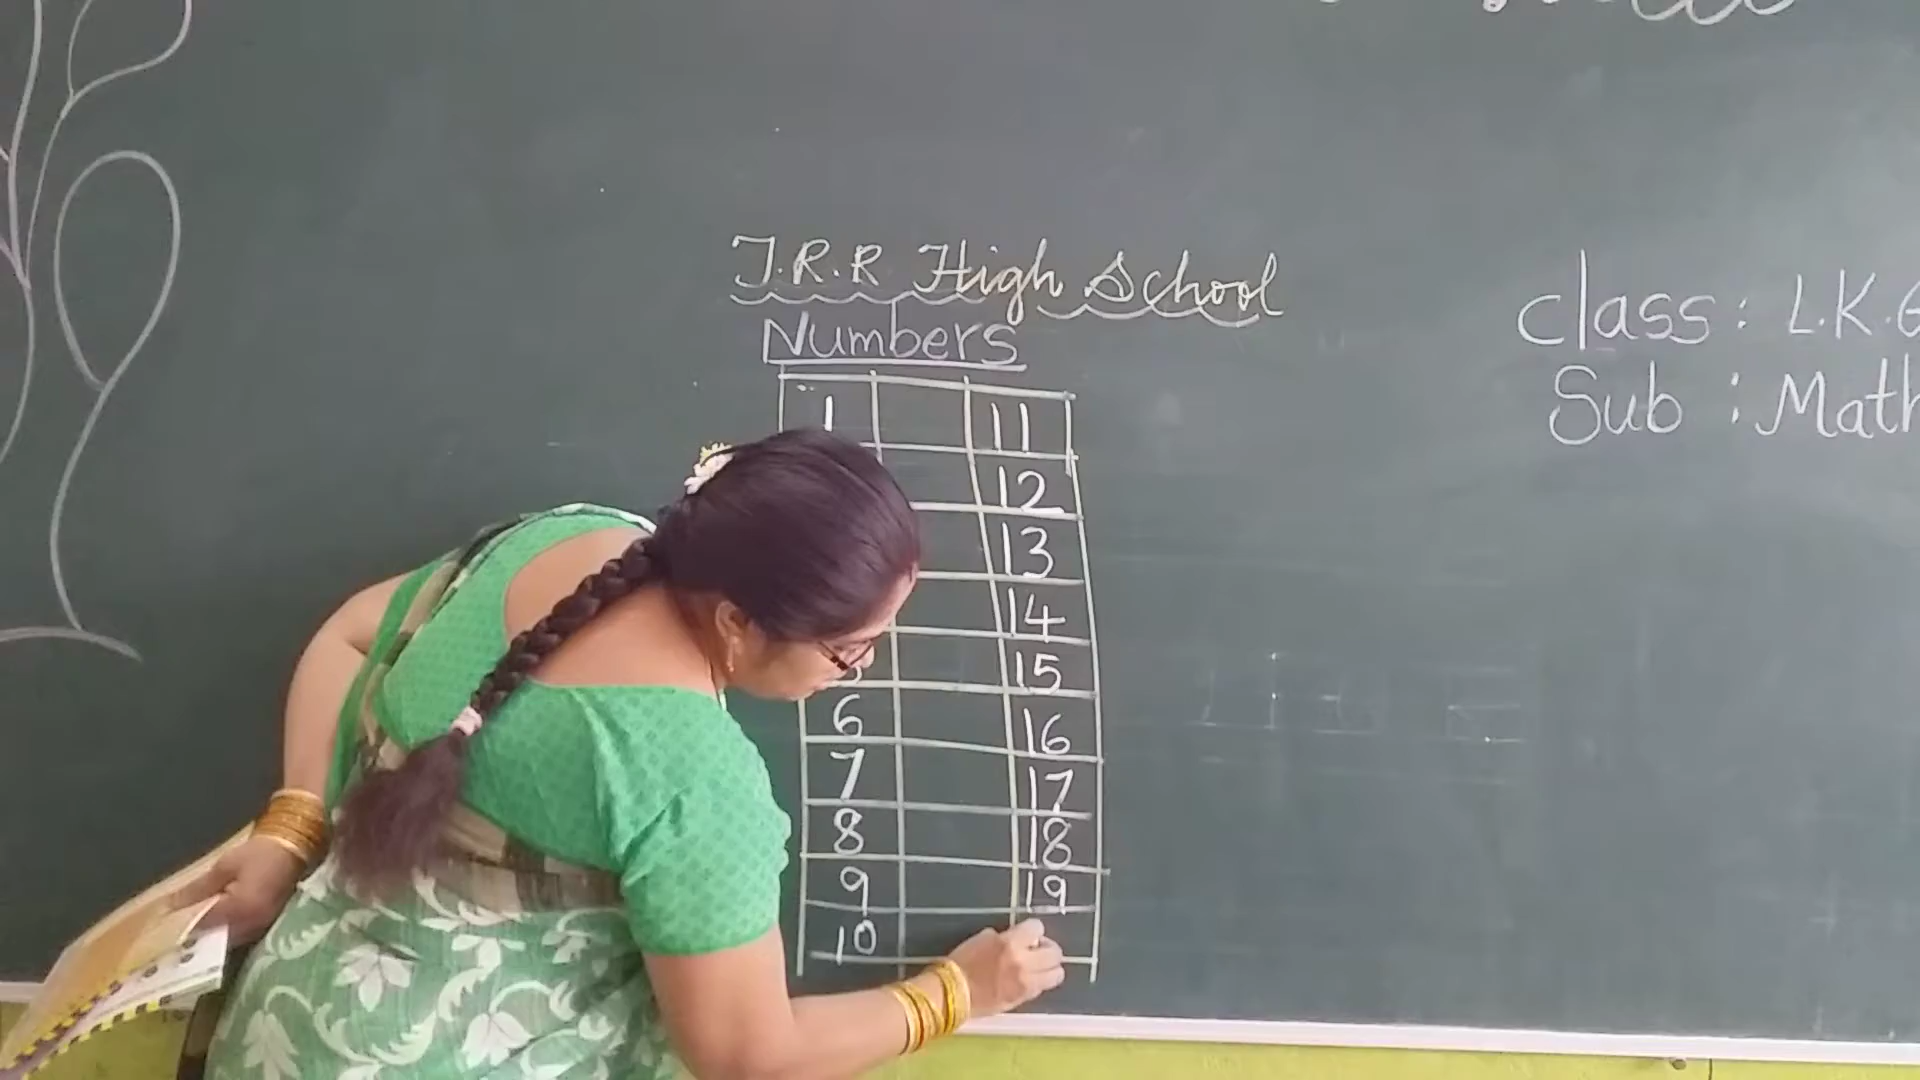 J.R.R High School
Numbers
1 11
12
13
14
15
6 16
7 17
8 18
9 19
10
class: L.K.G
Sub : Math